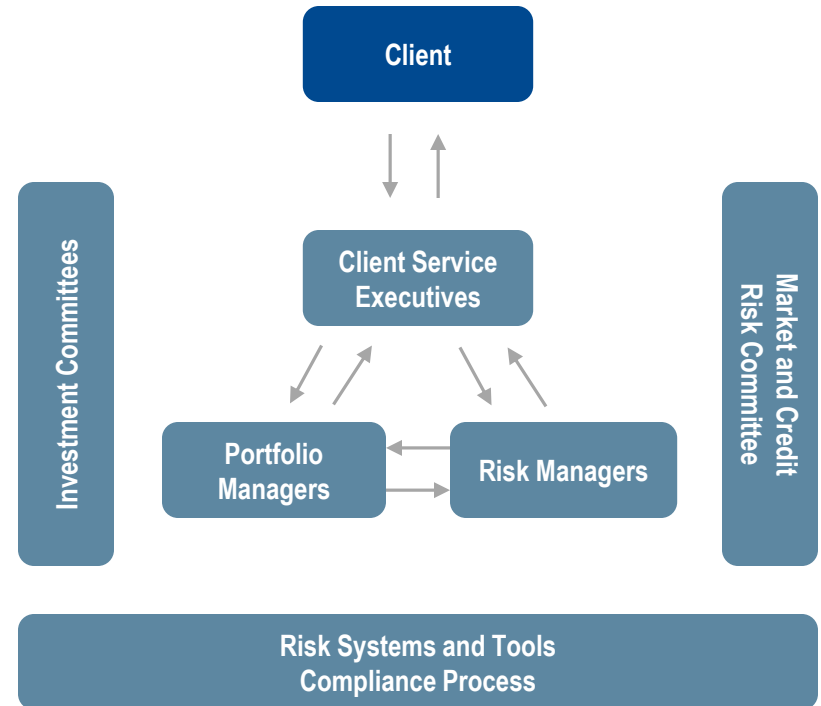 Client
Client Service
Executives
Investment Committees
Market and Credit
Risk Committee
Portfolio
Managers
Risk Managers
Risk Systems and Tools
Compliance Process